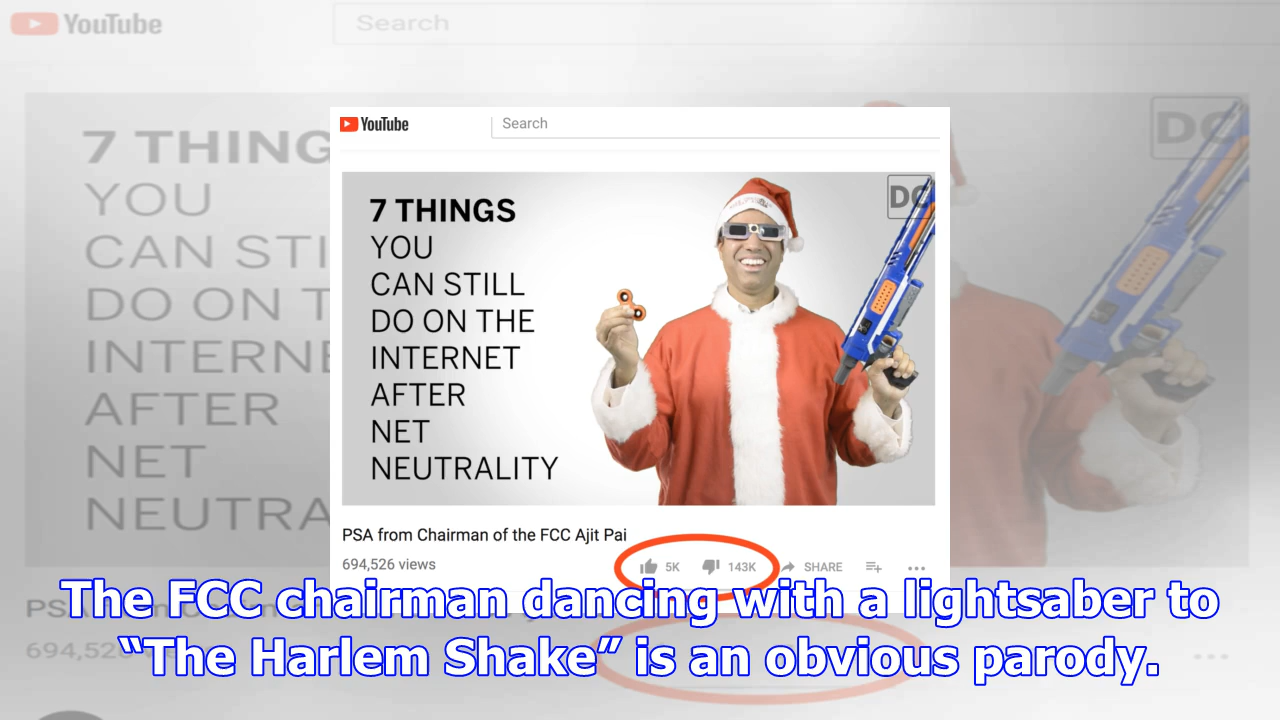 YouTube
Search
YouTube
Search
7 THINGS
YOU
CAN STILL
DO ON THE
INTERNET
AFTER
NET
NEUTRALITY
DC
PSA from Chairman of the FCC Ajit Pai
694,526 views
5K
143K
SHARE
The FCC chairman dancing with a lightsaber to
“The Harlem Shake” is an obvious parody.